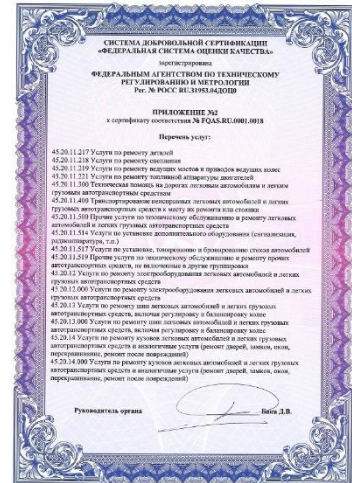 СИСТЕМА ДОБРОВОЛЬНОЙ СЕРТИФИКАЦИИ
«ФЕДЕРАЛЬНАЯ СИСТЕМА ОЦЕНКИ КАЧЕСТВА»
зарегистрирована
ФЕДЕРАЛЬНЫМ АГЕНТСТВОМ ПО ТЕХНИЧЕСКОМУ
РЕГУЛИРОВАНИЮ И МЕТРОЛОГИИ
Рег. № РОСС RU.31953.04ДОЦ0
ПРИЛОЖЕНИЕ №2
к сертификату соответствия № FQAS.RU.0001.0018
Перечень услуг:
45.20.11.217 Услуги по ремонту деталей
45.20.11.218 Услуги по ремонту сцепления
45.20.11.219 Услуги по ремонту ведущих мостов и приводов ведущих колес
45.20.11.221 Услуги по ремонту топливной аппаратуры двигателей
45.20.11.300 Техническая помощь на дорогах легковым автомобилям и легким
грузовым автотранспортным средствам
45.20.11.400 Транспортирование неисправных легковых автомобилей и легких
грузовых автотранспортных средств к месту их ремонта или стоянки
45.20.11.500 Прочие услуги по техническому обслуживанию и ремонту легковых
автомобилей и легких грузовых автотранспортных средств
45.20.11.514 Услуги по установке дополнительного оборудования (сигнализация,
радиоаппаратура, т.п.)
45.20.11.517 Услуги по установке, тонированию и бронированию стекол автомобилей
45.20.11.519 Прочие услуги по техническому обслуживанию и ремонту прочих
автотранспортных средств, не включенные в другие группировки
45.20.12 Услуги по ремонту электрооборудования легковых автомобилей и легких
грузовых автотранспортных средств
45.20.12.000 Услуги по ремонту электрооборудования легковых автомобилей и легких
грузовых автотранспортных средств
45.20.13 Услуги по ремонту шин легковых автомобилей и легких грузовых
автотранспортных средств, включая регулировку и балансировку колес
45.20.13.000 Услуги по ремонту шин легковых автомобилей и легких грузовых
автотранспортных средств, включая регулировку и балансировку колес
45.20.14 Услуги по ремонту кузовов легковых автомобилей и легких грузовых
автотранспортных средств и аналогичные услуги (ремонт дверей, замков, окон,
перекрашивание, ремонт после повреждений)
45.20.14.000 Услуги по ремонту кузовов легковых автомобилей и легких грузовых
автотранспортных средств и аналогичные услуги (ремонт дверей, замков, окон,
перекрашивание, ремонт после повреждений)
Руководитель органа Бана Д.В.